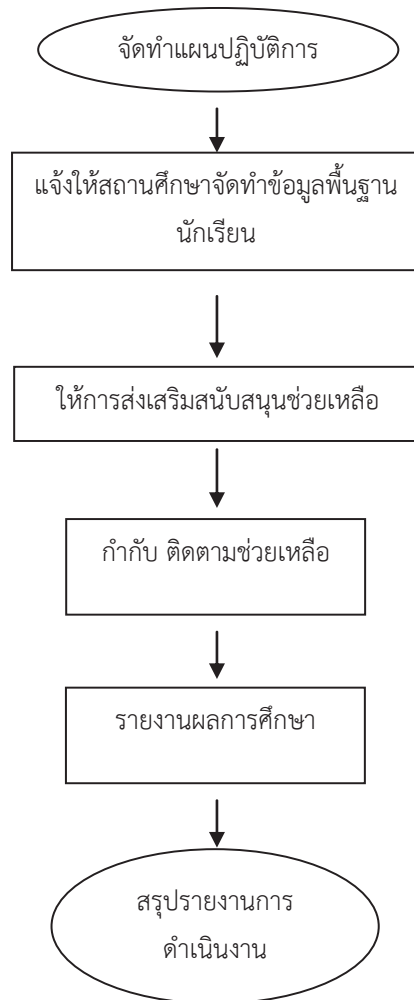 จัดทำแผนปฏิบัติการ
แจ้งให้สถานศึกษาจัดทำข้อมูลพื้นฐาน
นักเรียน
ให้การส่งเสริมสนับสนุนช่วยเหลือ
กำกับ ติดตามช่วยเหลือ
รายงานผลการศึกษา
สรุปรายงานการ
ดำเนินงาน